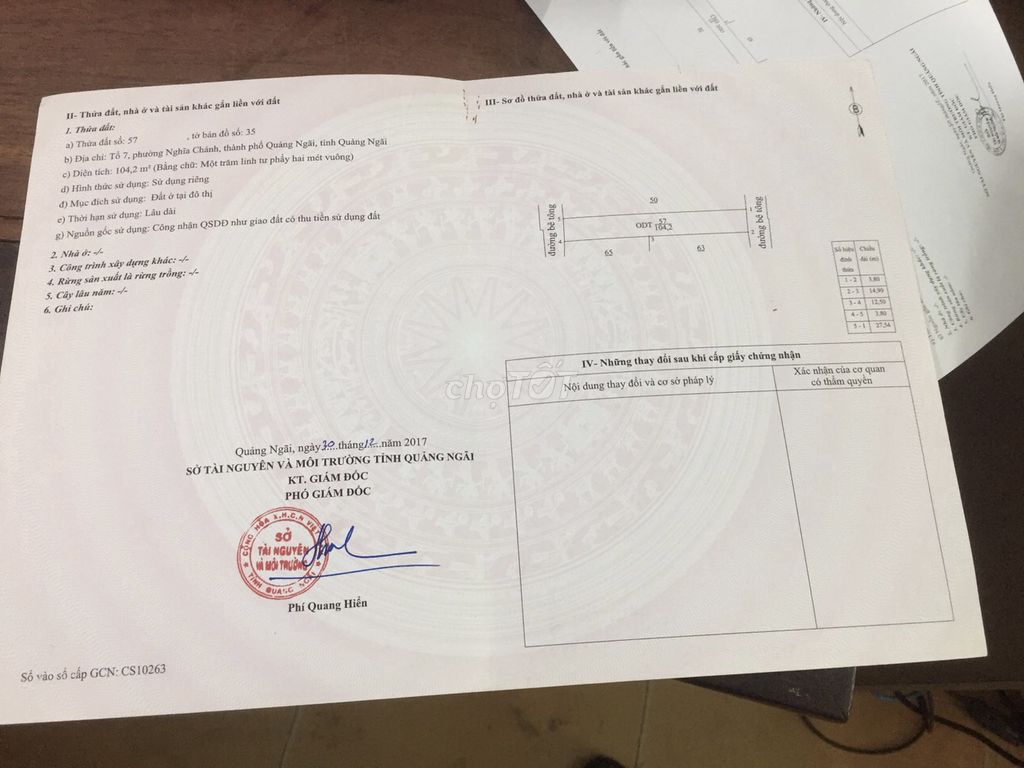 II- Thửa đất, nhà ở và tài sản khác gắn liền với đất
1. Thửa đất:
a) Thửa đất số: 57 , tờ bản đồ số: 35
b) Địa chỉ: Tổ 7, phường Nghĩa Chánh, thành phố Quảng Ngãi, tỉnh Quảng Ngãi
c) Diện tích: 104,2 m² (Bằng chữ: Một trăm linh tư phẩy hai mét vuông)
d) Hình thức sử dụng: Sử dụng riêng
đ) Mục đích sử dụng: Đất ở tại đô thị
e) Thời hạn sử dụng: Lâu dài
g) Nguồn gốc sử dụng: Công nhận QSDĐ như giao đất có thu tiền sử dụng đất
2. Nhà ở: -/-
3. Công trình xây dựng khác: -/-
4. Rừng sản xuất là rừng trồng: -/-
5. Cây lâu năm: -/-
6. Ghi chú:
Quảng Ngãi, ngày 30 tháng 12 năm 2017
SỞ TÀI NGUYÊN VÀ MÔI TRƯỜNG TỈNH QUẢNG NGÃI
KT. GIÁM ĐỐC
PHÓ GIÁM ĐỐC
CỘNG HÒA X.H.C.N VIỆT
SỞ
TÀI NGUYÊN
VÀ MÔI TRƯỜNG
TỈNH QUẢNG NGÃI
Phí Quang Hiển
Số vào sổ cấp GCN: CS10263
III- Sơ đồ thửa đất, nhà ở và tài sản khác gắn liền với đất
B
đường bê tông
50
5
1
ODT 57
104,2
4
3
2
65
63
đường bê tông
Số hiệu đỉnh thửa Chiều dài (m)
1 - 2 3,80
2 - 3 14,99
3 - 4 12,50
4 - 5 3,80
5 - 1 27,54
IV- Những thay đổi sau khi cấp giấy chứng nhận
Nội dung thay đổi và cơ sở pháp lý
Xác nhận của cơ quan có thẩm quyền
chợTỐT